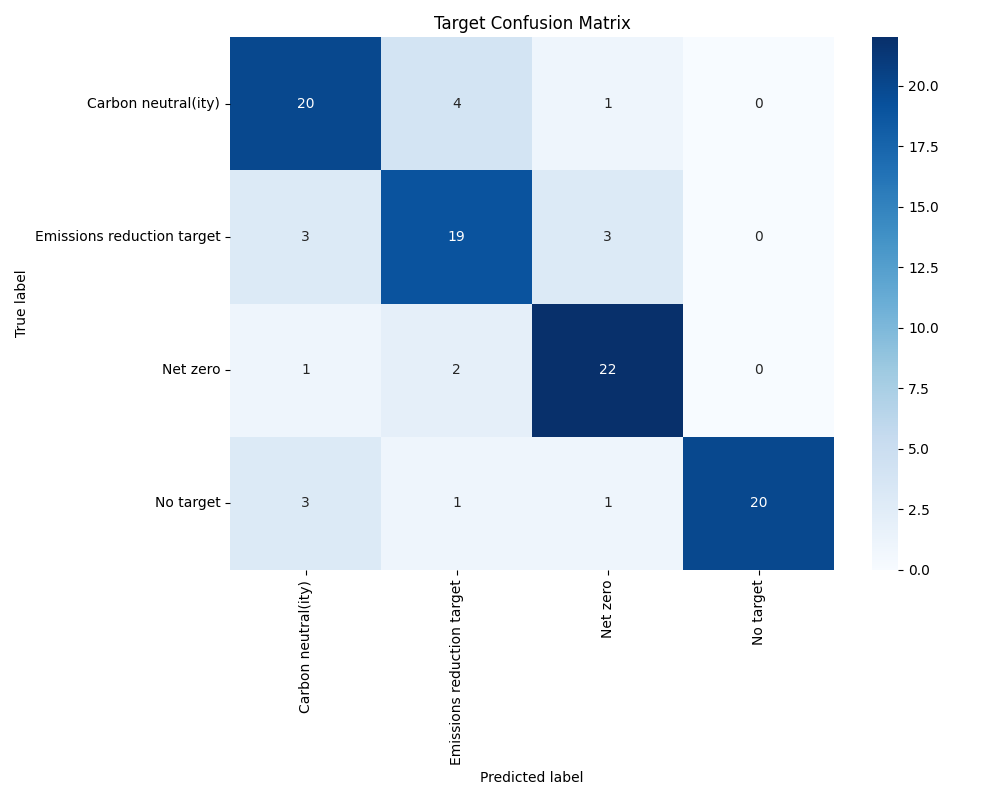 Target Confusion Matrix
Carbon neutral(ity)
20 4 1 0
Emissions reduction target
3 19 3 0
Net zero
1 2 22 0
No target
3 1 1 20
True label
Carbon neutral(ity)
Emissions reduction target
Net zero
No target
Predicted label
20.0
17.5
15.0
12.5
10.0
7.5
5.0
2.5
0.0